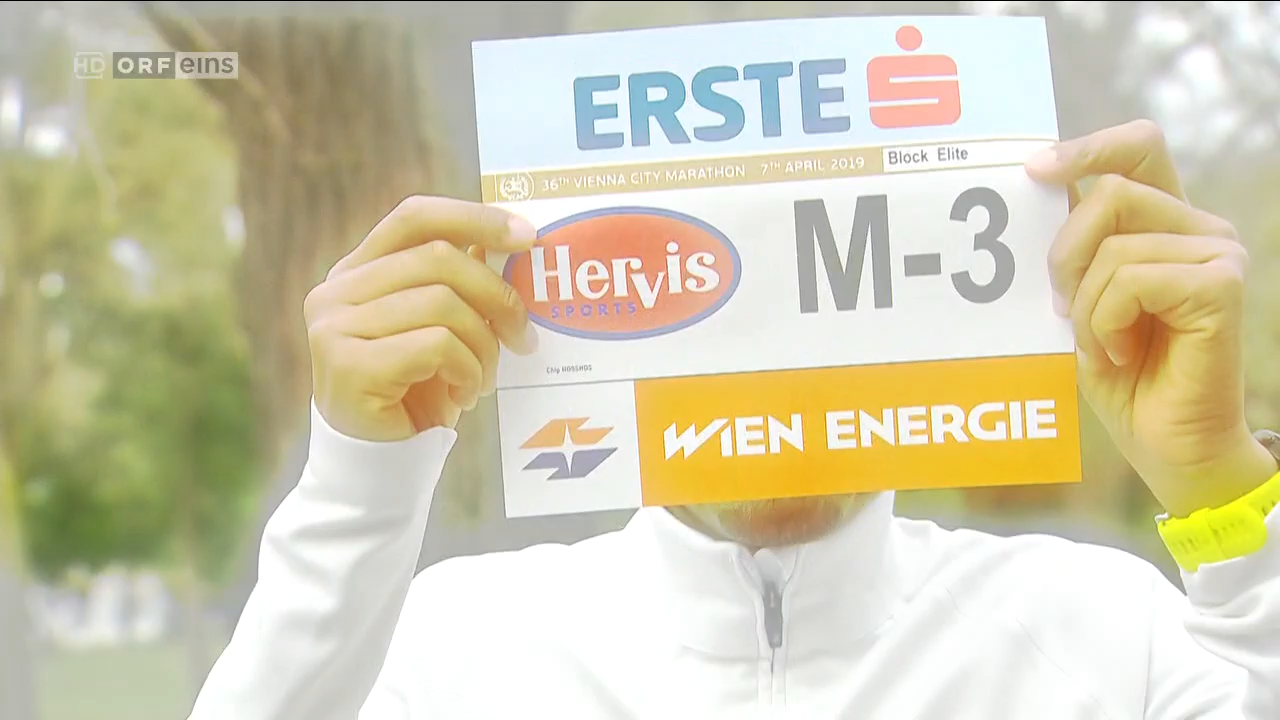 HD ORF eins
ERSTE
36TH VIENNA CITY MARATHON 7TH APRIL 2019 Block Elite
Hervis
SPORTS
M-3
WIEN ENERGIE